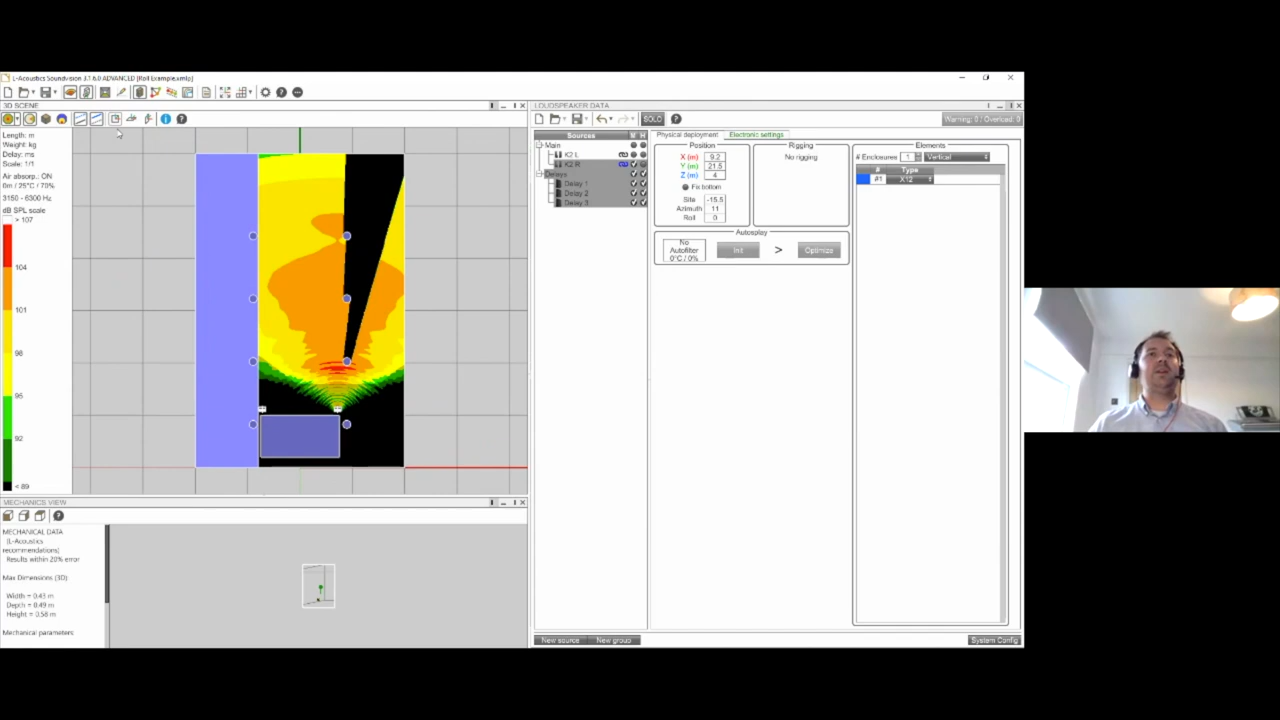 L-Acoustics Soundvision 3.1.6.0 ADVANCED [Roll Example.xmlp]
3D SCENE
Length: m
Weight: kg
Delay: ms
Scale: 1/1
Air absorp.: ON
0m / 25°C / 70%
3150 - 6300 Hz
dB SPL scale
> 107
104
101
98
95
92
< 89
MECHANICS VIEW
MECHANICAL DATA
(L-Acoustics
recommendations)
Results within 20% error
Max Dimensions (3D)
Width = 0.43 m
Depth = 0.49 m
Height = 0.58 m
Mechanical parameters
LOUDSPEAKER DATA
SOLO
Warning: 0 / Overload: 0
Sources
M H
Main
K2 L
K2 R
Delays
Delay 1
Delay 2
Delay 3
New source
New group
Physical deployment
Electronic settings
Position
X (m) 9.2
Y (m) 21.5
Z (m) 4
Fix bottom
Site -15.5
Azimuth 11
Roll 0
Rigging
No rigging
Autosplay
No
Autofilter
0°C / 0%
Init
>
Optimize
Elements
# Enclosures 1 Vertical
# Type
#1 X12
System Config